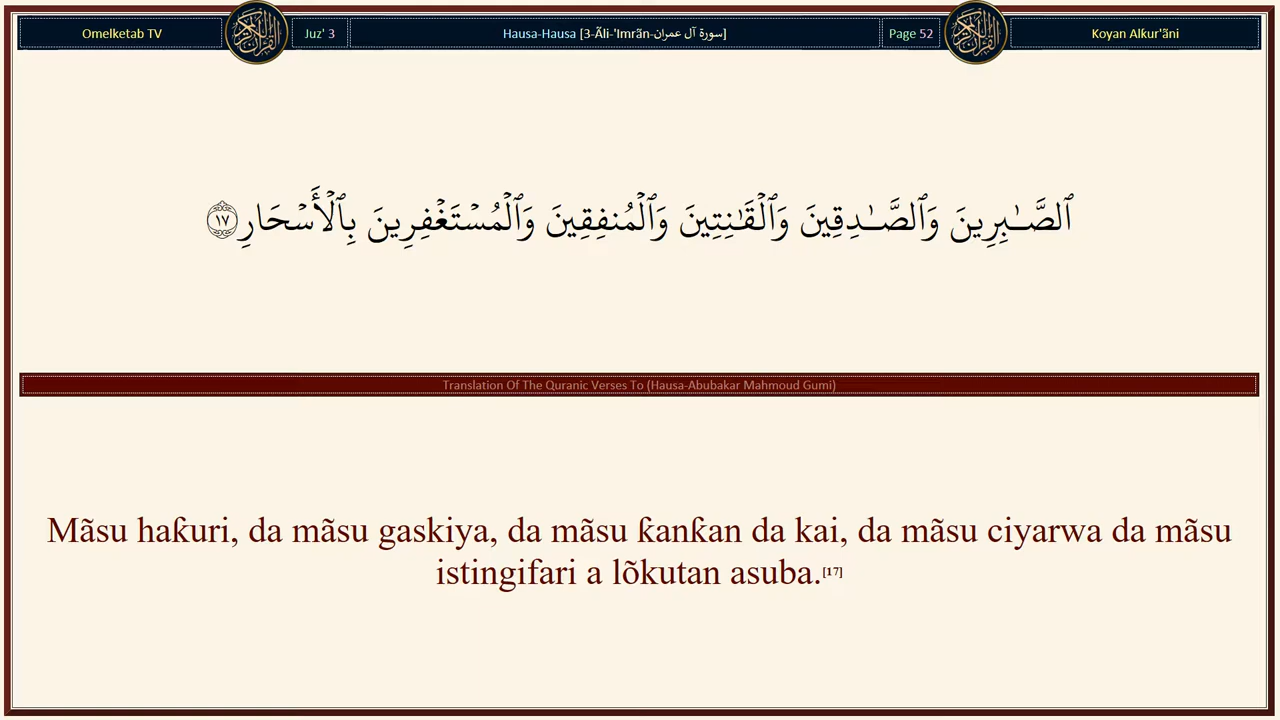 Omelketab TV
Juz' 3
Hausa-Hausa [3-Ãli-'Imrãn-سورة آل عمران]
Page 52
Koyan Alƙur'ãni
ٱلصَّـٰبِرِينَ وَٱلصَّـٰدِقِينَ وَٱلۡقَـٰنِتِينَ وَٱلۡمُنفِقِينَ وَٱلۡمُسۡتَغۡفِرِينَ بِٱلۡأَسۡحَارِ ١٧
Translation Of The Quranic Verses To (Hausa-Abubakar Mahmoud Gumi)
Mãsu haƙuri, da mãsu gaskiya, da mãsu ƙanƙan da kai, da mãsu ciyarwa da mãsu
istingifari a lõkutan asuba.[17]